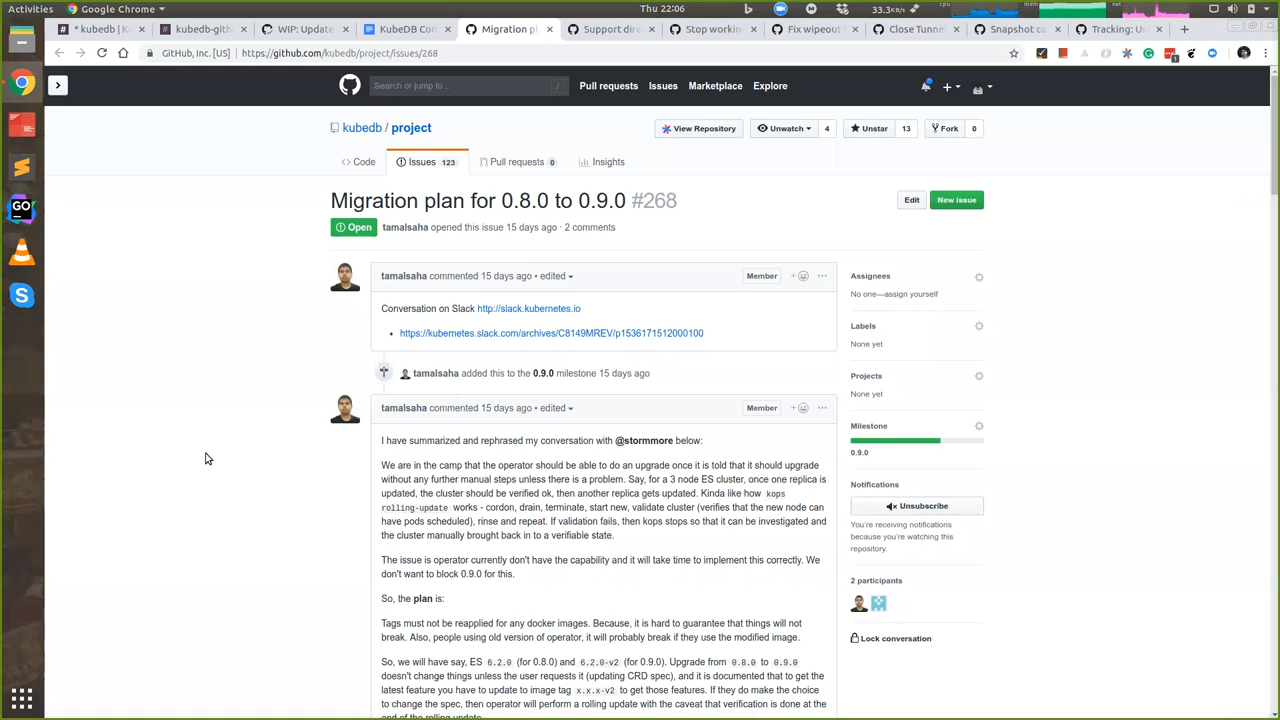 Activities Google Chrome Thu 22:06 33.3%
* kubedb | K kubedb-gith WIP: Update KubeDB Com Migration pl Support dire Stop workin Fix wipeout Close Tunnel Snapshot ca Tracking: Us
GitHub, Inc. [US] https://github.com/kubedb/project/issues/268
Search or jump to... / Pull requests Issues Marketplace Explore
kubedb / project View Repository Unwatch 4 Unstar 13 Fork 0
Code Issues 123 Pull requests 0 Insights
Migration plan for 0.8.0 to 0.9.0 #268 Edit New issue
Open tamalsaha opened this issue 15 days ago · 2 comments
tamalsaha commented 15 days ago • edited Member
Conversation on Slack http://slack.kubernetes.io
• https://kubernetes.slack.com/archives/C8149MREV/p1536171512000100
tamalsaha added this to the 0.9.0 milestone 15 days ago
tamalsaha commented 15 days ago • edited Member
I have summarized and rephrased my conversation with @stormmore below:
We are in the camp that the operator should be able to do an upgrade once it is told that it should upgrade
without any further manual steps unless there is a problem. Say, for a 3 node ES cluster, once one replica is
updated, the cluster should be verified ok, then another replica gets updated. Kinda like how kops
rolling-update works - cordon, drain, terminate, start new, validate cluster (verifies that the new node can
have pods scheduled), rinse and repeat. If validation fails, then kops stops so that it can be investigated and
the cluster manually brought back in to a verifiable state.
The issue is operator currently don't have the capability and it will take time to implement this correctly. We
don't want to block 0.9.0 for this.
So, the plan is:
Tags must not be reapplied for any docker images. Because, it is hard to guarantee that things will not
break. Also, people using old version of operator, it will probably break if they use the modified image.
So, we will have say, ES 6.2.0 (for 0.8.0) and 6.2.0-v2 (for 0.9.0). Upgrade from 0.8.0 to 0.9.0
doesn't change things unless the user requests it (updating CRD spec), and it is documented that to get the
latest feature you have to update to image tag x.x.x-v2 to get those features. If they do make the choice
to change the spec, then operator will perform a rolling update with the caveat that verification is done at the
end of the rolling update.
Assignees
No one—assign yourself
Labels
None yet
Projects
None yet
Milestone
0.9.0
Notifications
Unsubscribe
You're receiving notifications
because you're watching this
repository.
2 participants
Lock conversation
GO